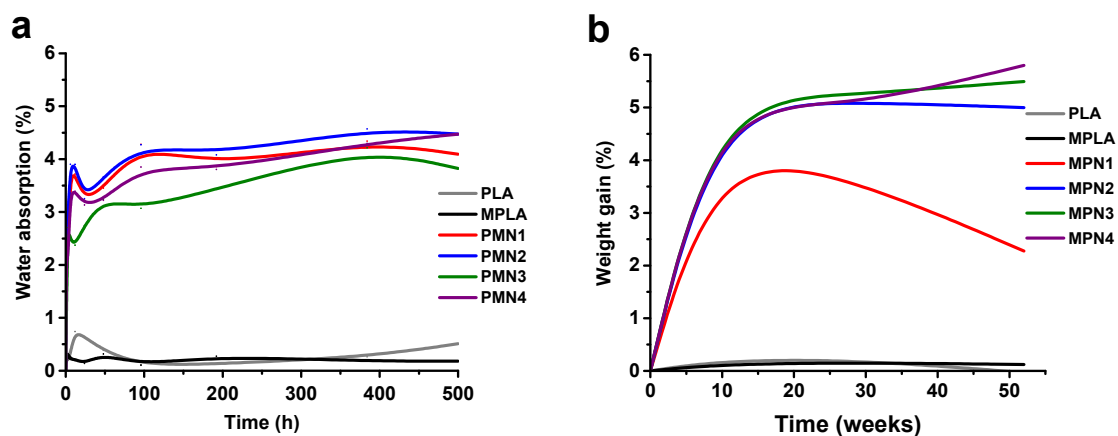 a
6
5
4
3
2
1
0
Water absorption (%)
0 100 200 300 400 500
Time (h)
PLA
MPLA
PMN1
PMN2
PMN3
PMN4
b
6
5
4
3
2
1
0
Weight gain (%)
0 10 20 30 40 50
Time (weeks)
PLA
MPLA
MPN1
MPN2
MPN3
MPN4